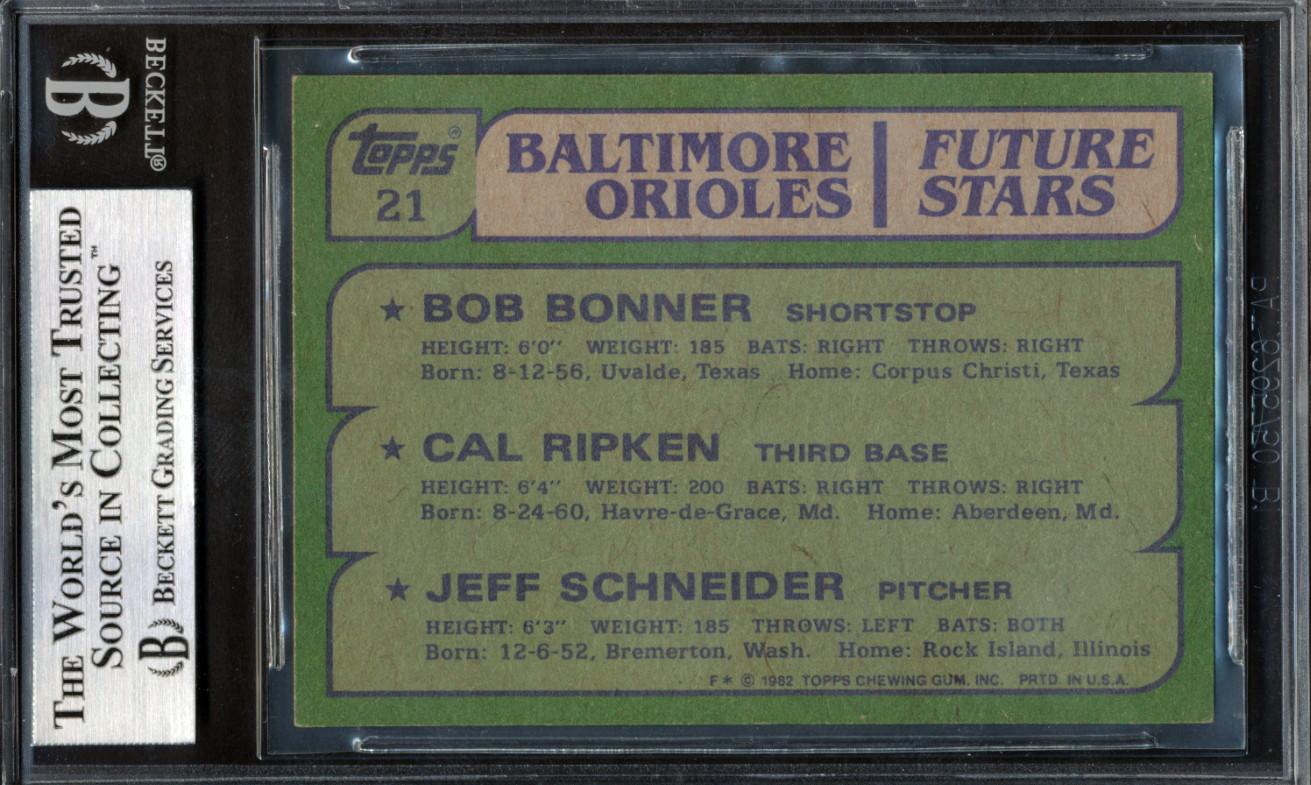 BECKETT®
B
THE WORLD'S MOST TRUSTED
SOURCE IN COLLECTING™
B BECKETT GRADING SERVICES
topps®
21
BALTIMORE
ORIOLES
FUTURE
STARS
★ BOB BONNER SHORTSTOP
HEIGHT: 6'0" WEIGHT: 185 BATS: RIGHT THROWS: RIGHT
Born: 8-12-56, Uvalde, Texas Home: Corpus Christi, Texas
★ CAL RIPKEN THIRD BASE
HEIGHT: 6'4" WEIGHT: 200 BATS: RIGHT THROWS: RIGHT
Born: 8-24-60, Havre-de-Grace, Md. Home: Aberdeen, Md.
★ JEFF SCHNEIDER PITCHER
HEIGHT: 6'3" WEIGHT: 185 THROWS: LEFT BATS: BOTH
Born: 12-6-52, Bremerton, Wash. Home: Rock Island, Illinois
F* © 1982 TOPPS CHEWING GUM, INC. PRTD. IN U.S.A.